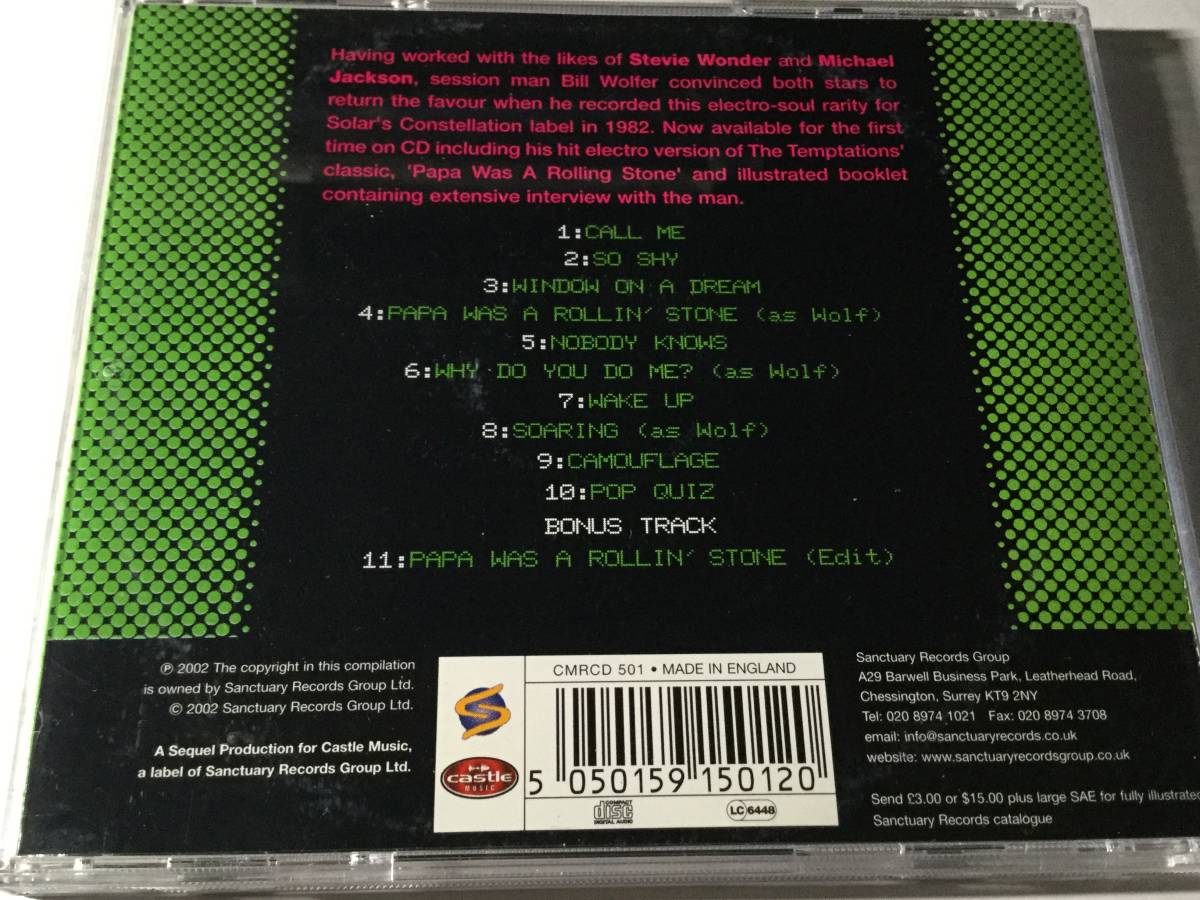 Having worked with the likes of Stevie Wonder and Michael
Jackson, session man Bill Wolfer convinced both stars to
return the favour when he recorded this electro-soul rarity for
Solar's Constellation label in 1982. Now available for the first
time on CD including his hit electro version of The Temptations'
classic, 'Papa Was A Rolling Stone' and illustrated booklet
containing extensive interview with the man.
1:CALL ME
2:SO SHY
3:WINDOW ON A DREAM
4:PAPA WAS A ROLLIN' STONE (as Wolf)
5:NOBODY KNOWS
6:WHY DO YOU DO ME? (as Wolf)
7:WAKE UP
8:SOARING (as Wolf)
9:CAMOUFLAGE
10:POP QUIZ
BONUS TRACK
11:PAPA WAS A ROLLIN' STONE (Edit)
℗ 2002 The copyright in this compilation
is owned by Sanctuary Records Group Ltd.
© 2002 Sanctuary Records Group Ltd.
A Sequel Production for Castle Music,
a label of Sanctuary Records Group Ltd.
castle
MUSIC
CMRCD 501 • MADE IN ENGLAND
5 050159 150120
COMPACT
disc
DIGITAL AUDIO
LC 6448
Sanctuary Records Group
A29 Barwell Business Park, Leatherhead Road,
Chessington, Surrey KT9 2NY
Tel: 020 8974 1021 Fax: 020 8974 3708
email: info@sanctuaryrecords.co.uk
website: www.sanctuaryrecordsgroup.co.uk
Send £3.00 or $15.00 plus large SAE for fully illustrated
Sanctuary Records catalogue